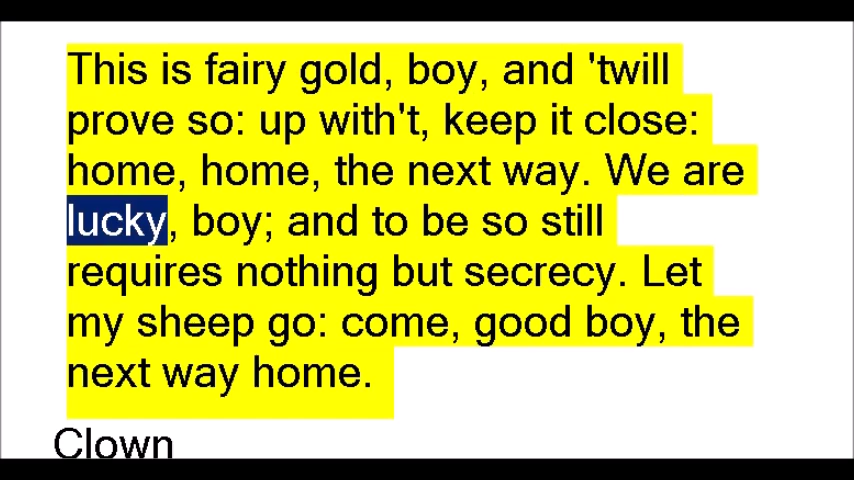 This is fairy gold, boy, and 'twill
prove so: up with't, keep it close:
home, home, the next way. We are
lucky, boy; and to be so still
requires nothing but secrecy. Let
my sheep go: come, good boy, the
next way home.
Clown